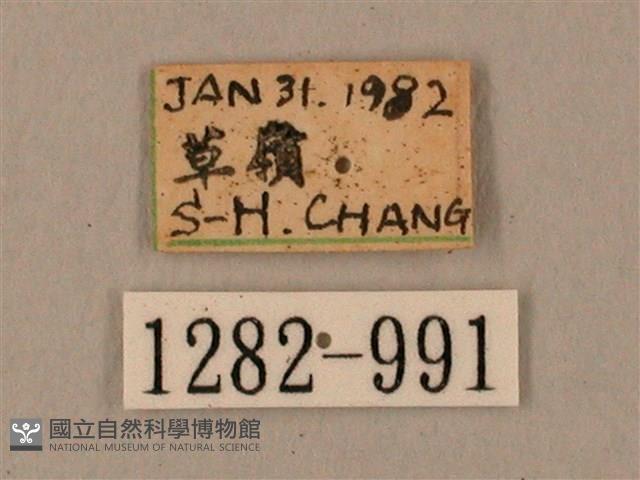 JAN 31. 1982
草嶺
S-H. CHANG
1282-991
國立自然科學博物館
NATIONAL MUSEUM OF NATURAL SCIENCE